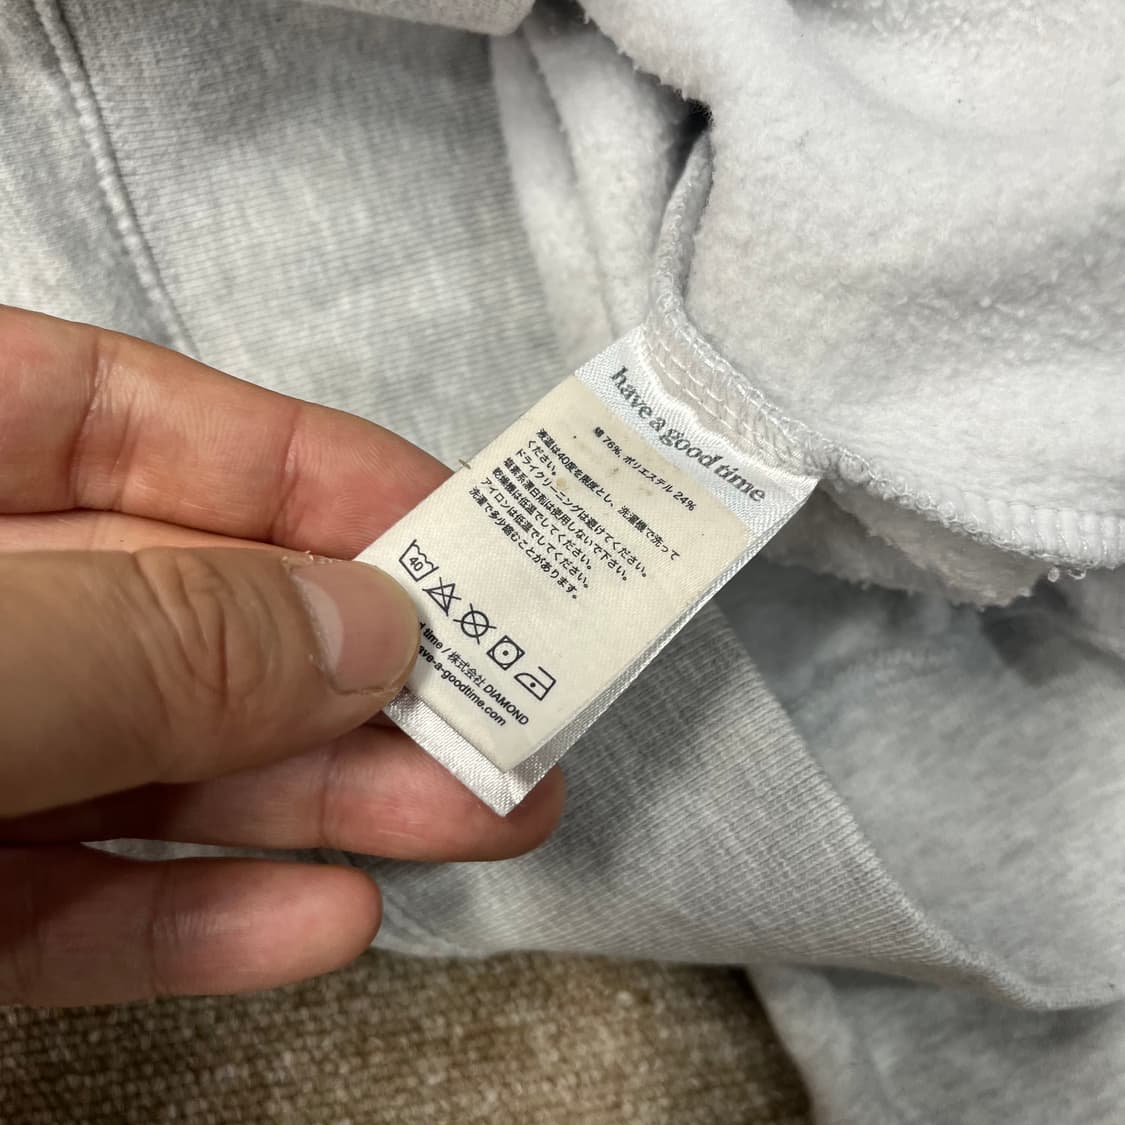 have a good time
綿 76%, ポリエステル 24%
液温は40度を限度とし、洗濯機で洗って
ください。
ドライクリーニングは避けてください。
塩素系漂白剤は使用しないで下さい。
乾燥機は低温でしてください。
アイロンは低温でしてください。
洗濯で多少縮むことがあります。
40
time / 株式会社 DIAMOND
ave-a-goodtime.com